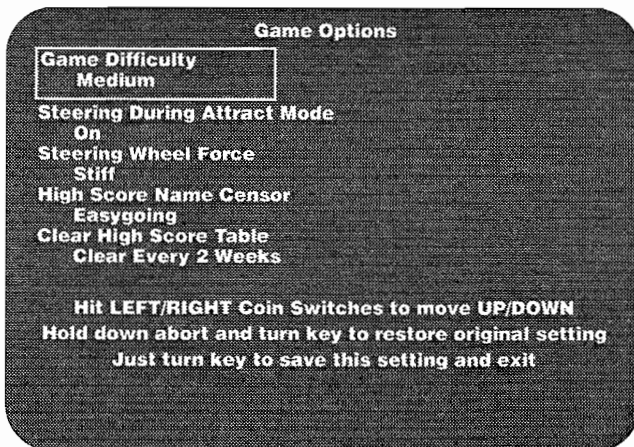 Game Options
Game Difficulty
Medium
Steering During Attract Mode
On
Steering Wheel Force
Stiff
High Score Name Censor
Easygoing
Clear High Score Table
Clear Every 2 Weeks
Hit LEFT/RIGHT Coin Switches to move UP/DOWN
Hold down abort and turn key to restore original setting
Just turn key to save this setting and exit